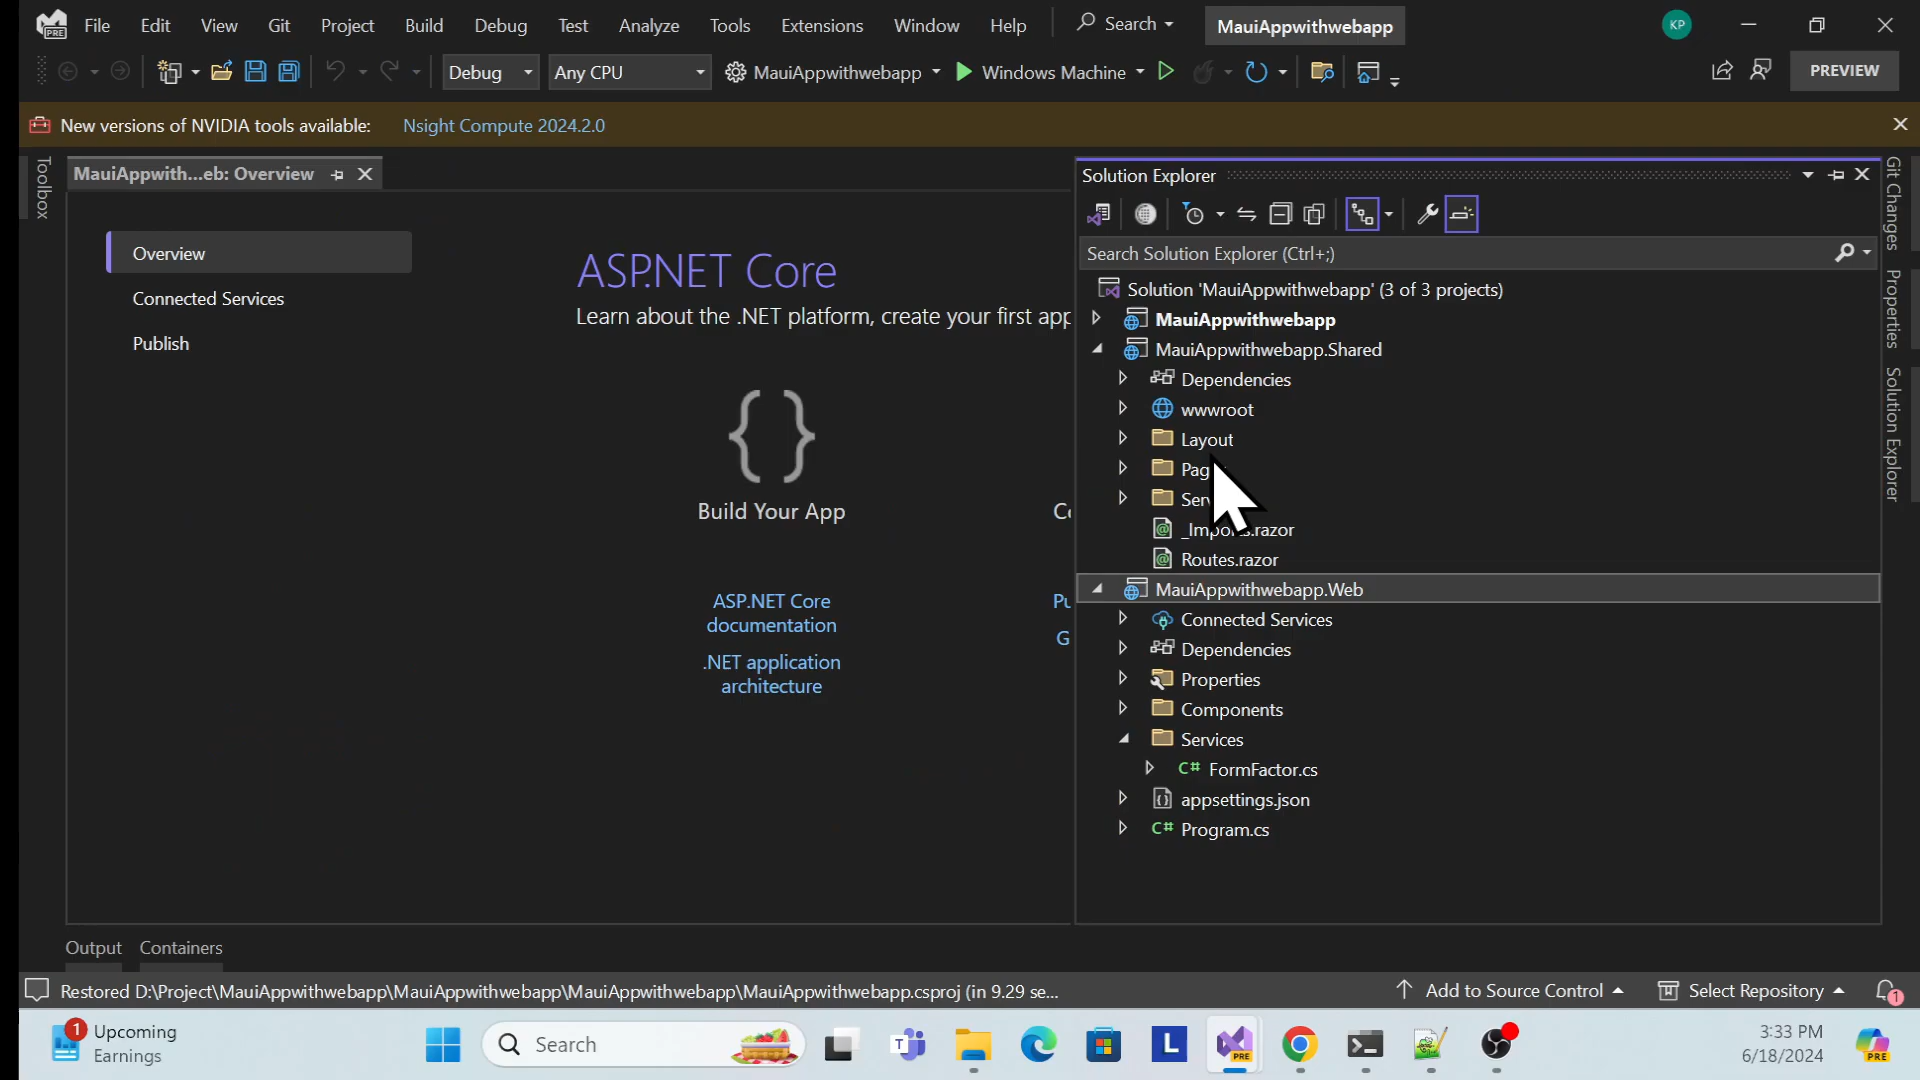 File Edit View Git Project Build Debug Test Analyze Tools Extensions Window Help Search MauiAppwithwebapp KP
PRE
Debug Any CPU MauiAppwithwebapp Windows Machine PREVIEW
New versions of NVIDIA tools available: Nsight Compute 2024.2.0
Toolbox
MauiAppwith...eb: Overview
Overview
Connected Services
Publish
ASP.NET Core
Learn about the .NET platform, create your first app
{ }
Build Your App
ASP.NET Core
documentation
.NET application
architecture
Solution Explorer
Search Solution Explorer (Ctrl+;)
Solution 'MauiAppwithwebapp' (3 of 3 projects)
MauiAppwithwebapp
MauiAppwithwebapp.Shared
Dependencies
wwwroot
Layout
Routes.razor
MauiAppwithwebapp.Web
Connected Services
Dependencies
Properties
Components
Services
C# FormFactor.cs
appsettings.json
C# Program.cs
Git Changes
Properties
Solution Explorer
Output Containers
Restored D:\Project\MauiAppwithwebapp\MauiAppwithwebapp\MauiAppwithwebapp.csproj (in 9.29 se...
Add to Source Control Select Repository 1
1 Upcoming
Earnings
Search
T
L
PRE
3:33 PM
6/18/2024
PRE